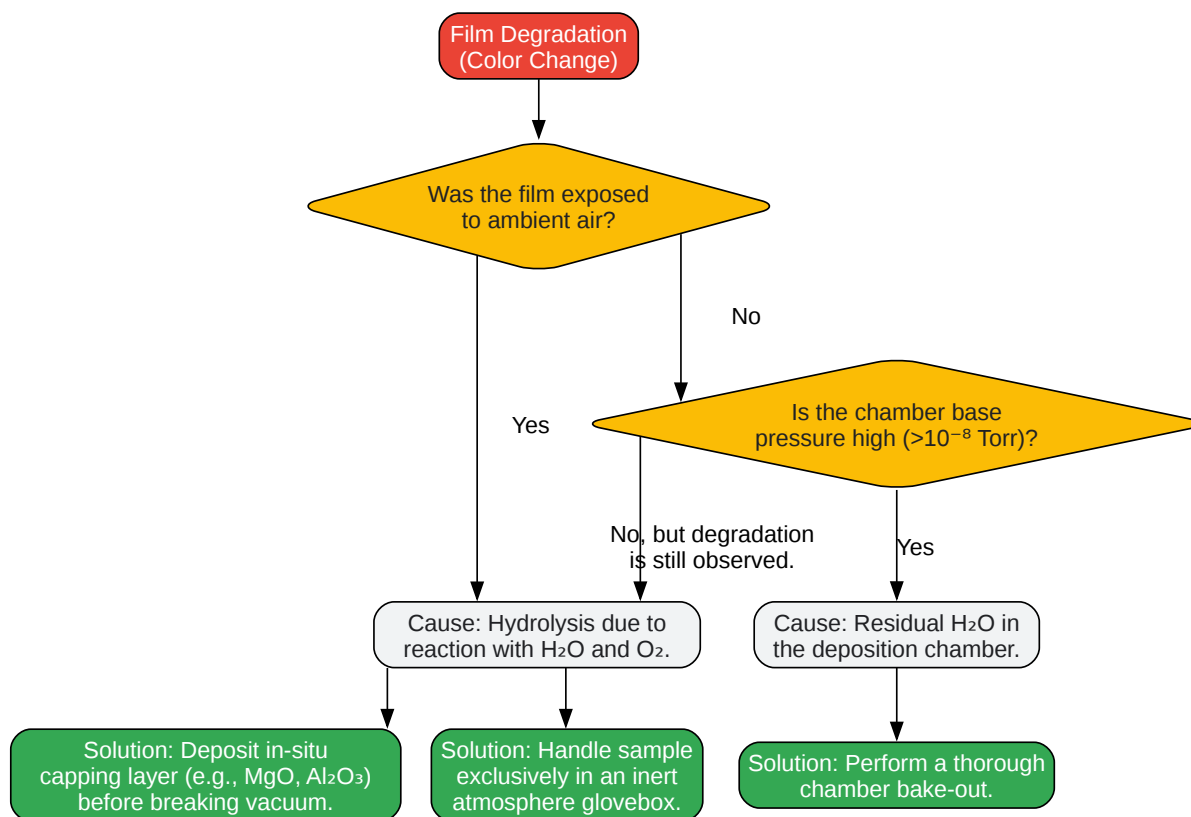 Film Degradation
(Color Change)
Was the film exposed
to ambient air?
No
Is the chamber base
pressure high (>10⁻⁸ Torr)?
Yes
No, but degradation
is still observed.
Yes
Cause: Hydrolysis due to
reaction with H₂O and O₂.
Cause: Residual H₂O in
the deposition chamber.
Solution: Deposit in-situ
capping layer (e.g., MgO, Al₂O₃)
before breaking vacuum.
Solution: Handle sample
exclusively in an inert
atmosphere glovebox.
Solution: Perform a thorough
chamber bake-out.